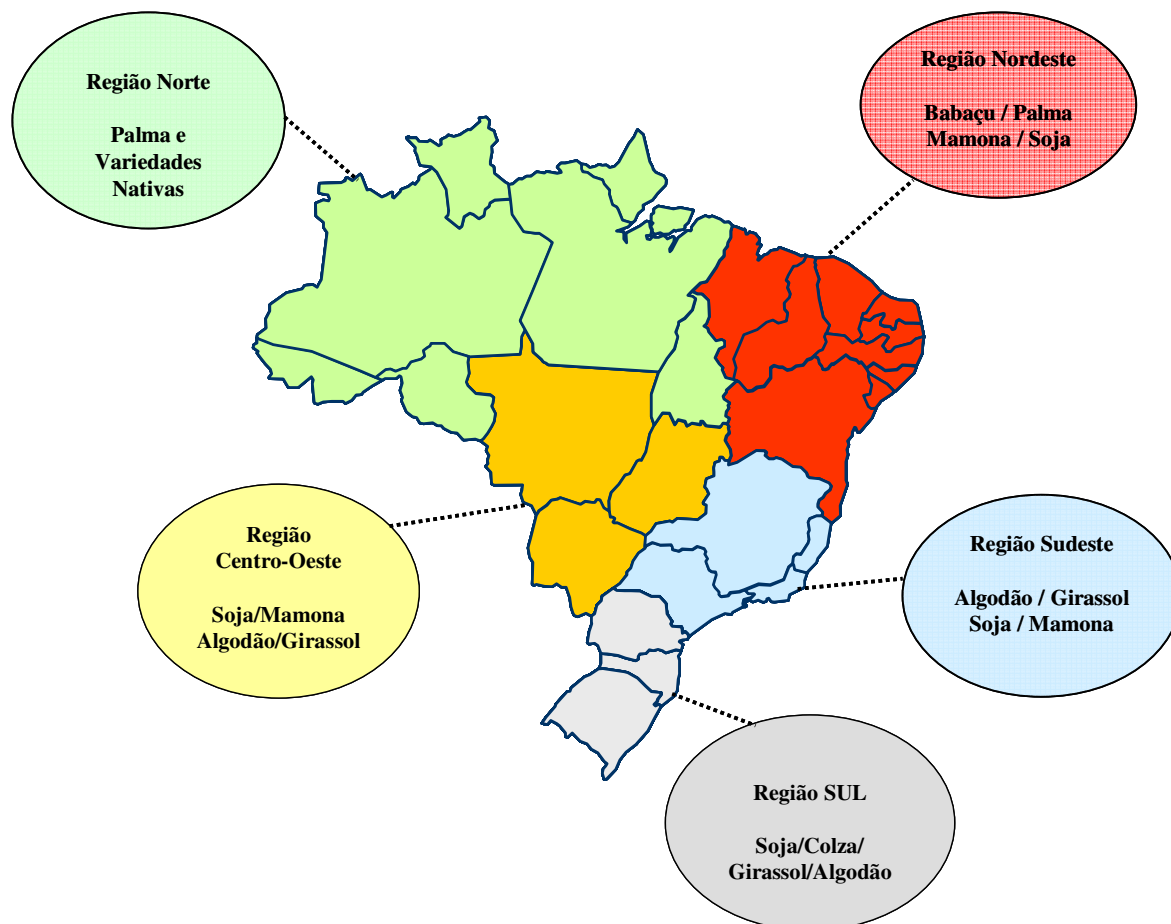 Região Norte
Palma e
Variedades
Nativas
Região Nordeste
Babaçu / Palma
Mamona / Soja
Região
Centro-Oeste
Soja/Mamona
Algodão/Girassol
Região Sudeste
Algodão / Girassol
Soja / Mamona
Região SUL
Soja/Colza/
Girassol/Algodão